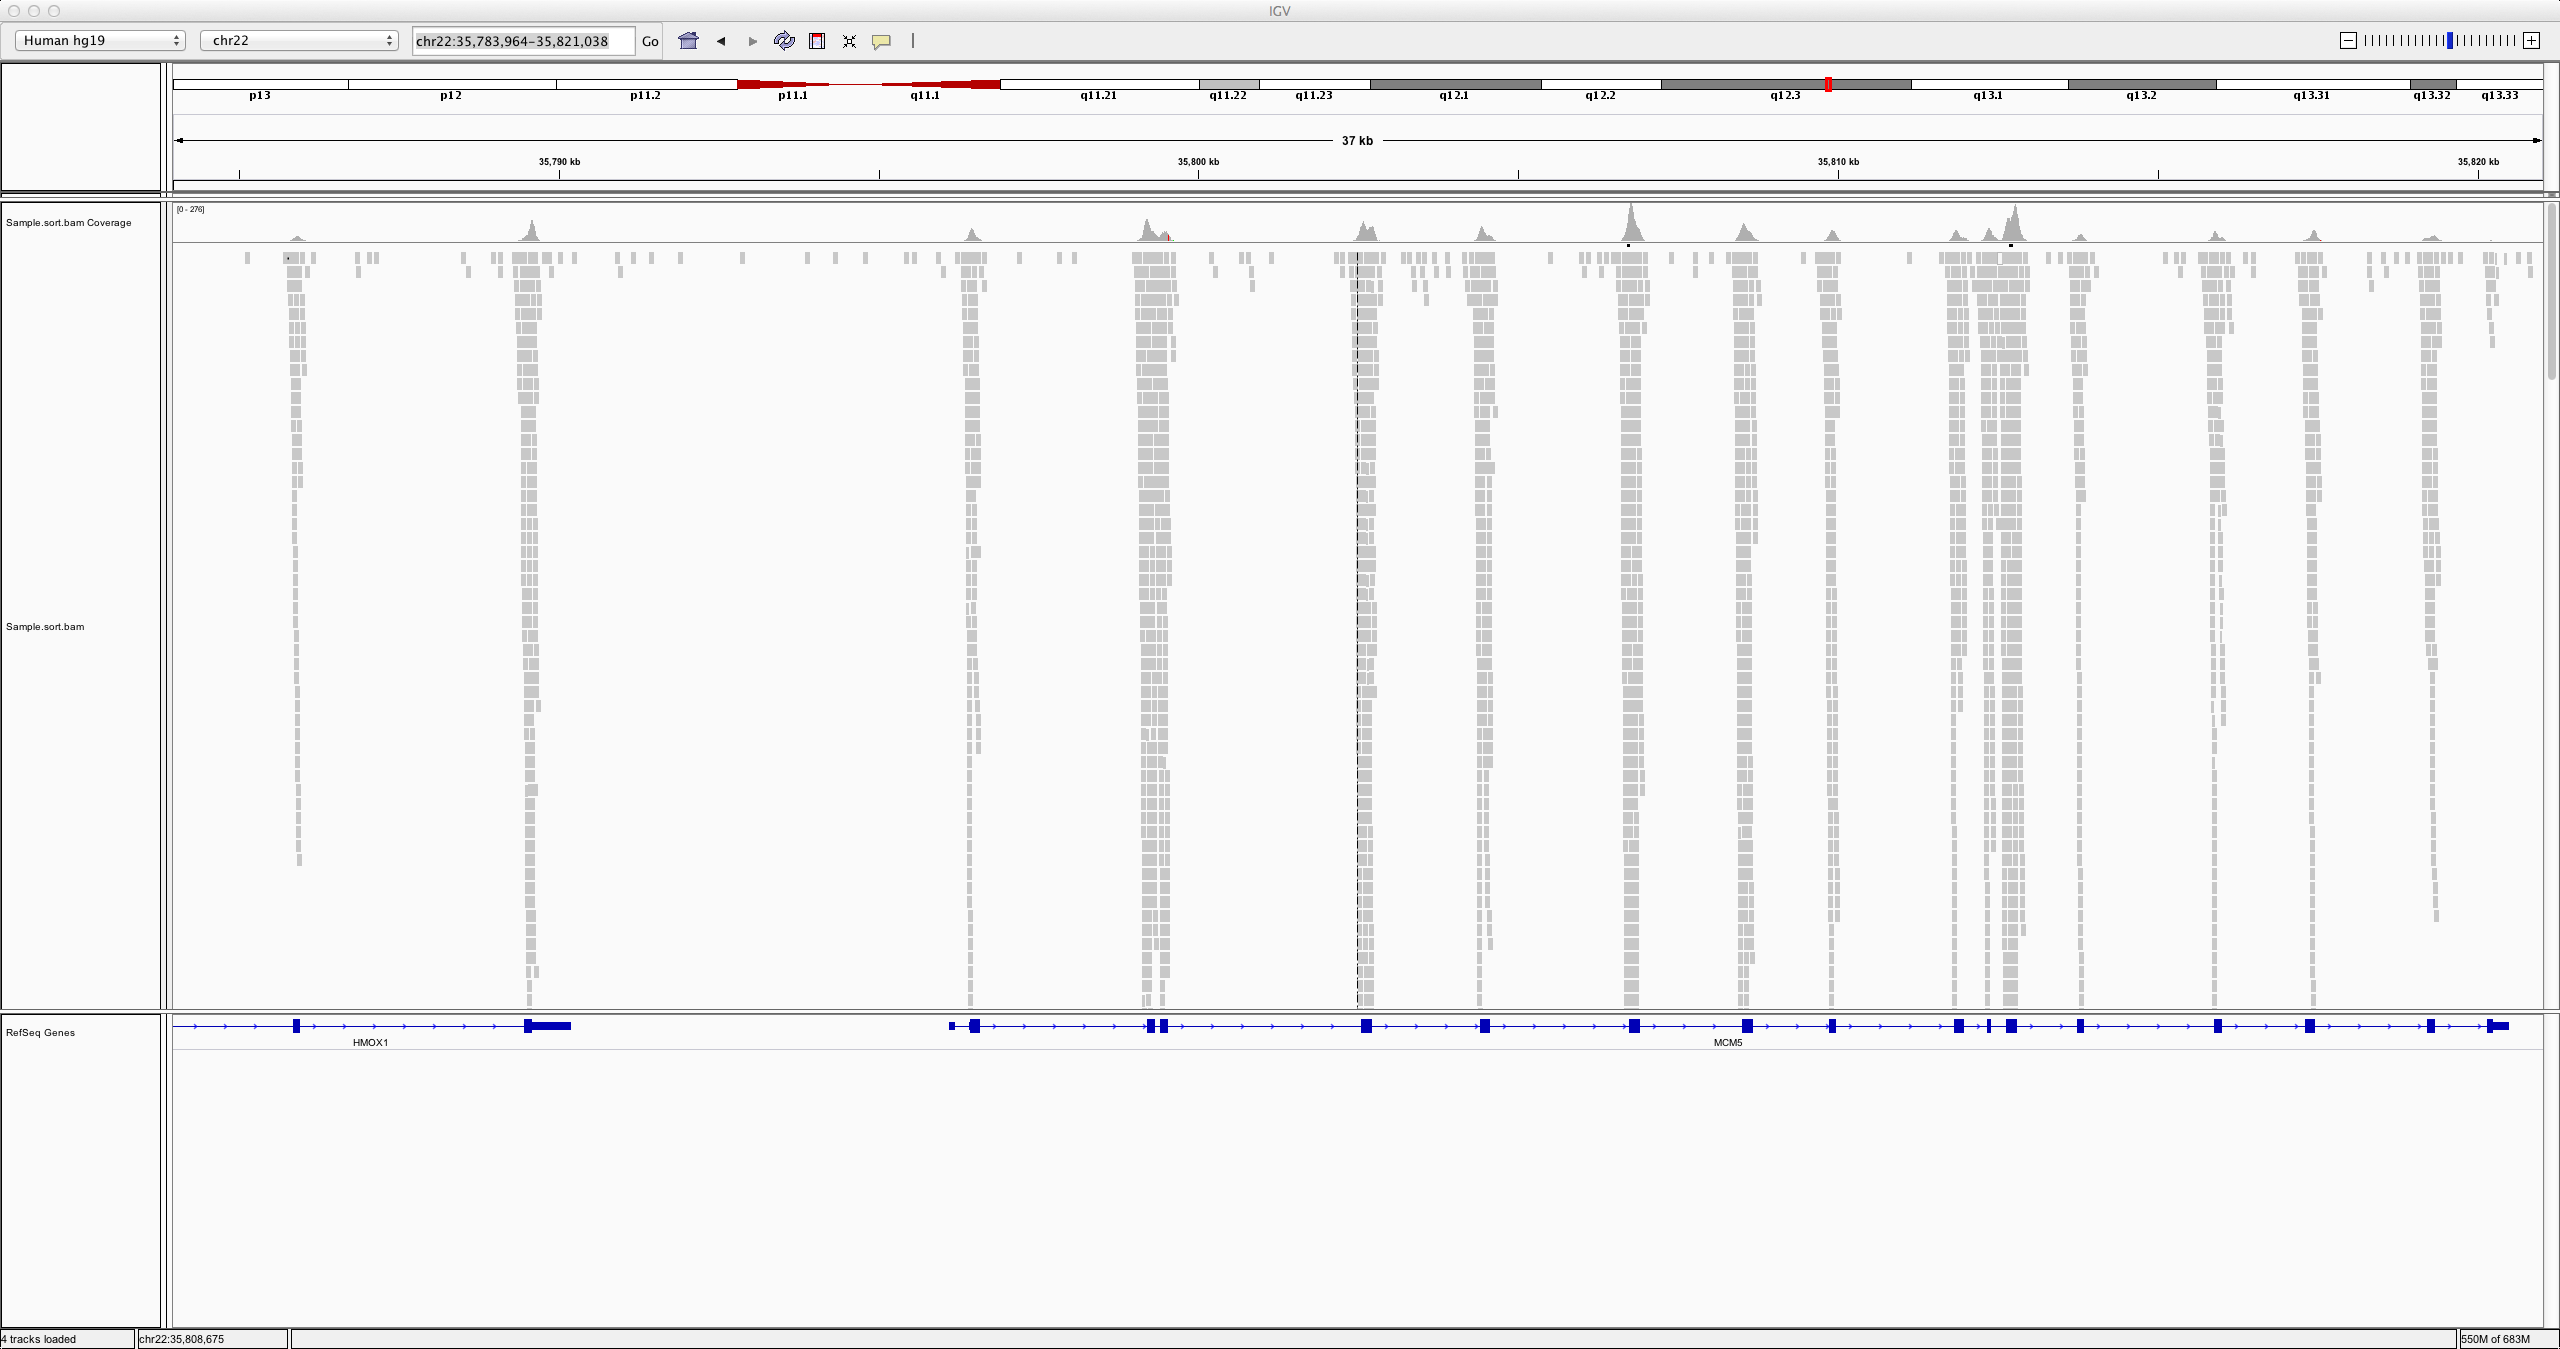 IGV
Human hg19 chr22 chr22:35,783,964-35,821,038 Go
p13 p12 p11.2 p11.1 q11.1 q11.21 q11.22 q11.23 q12.1 q12.2 q12.3 q13.1 q13.2 q13.31 q13.32 q13.33
37 kb
35,790 kb 35,800 kb 35,810 kb 35,820 kb
[0 - 276]
Sample.sort.bam Coverage
Sample.sort.bam
RefSeq Genes
HMOX1 MCM5
4 tracks loaded chr22:35,808,675 550M of 683M